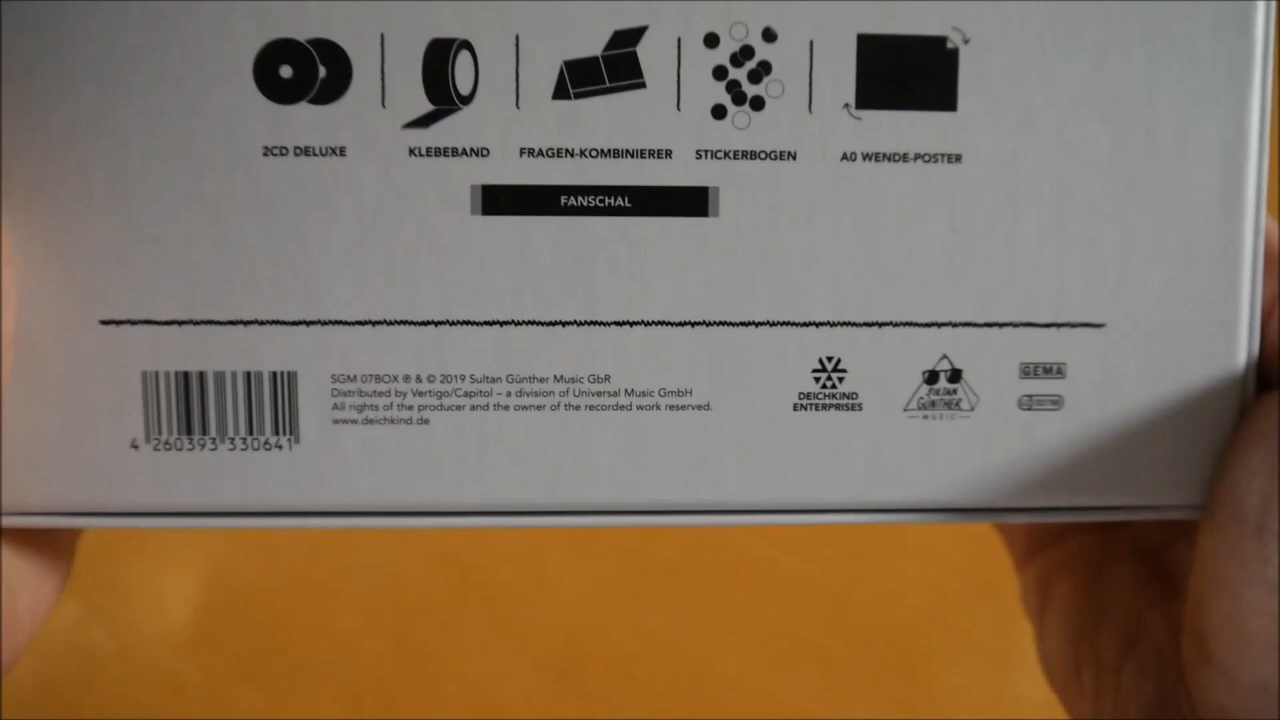 2CD DELUXE
KLEBEBAND
FRAGEN-KOMBINIERER
STICKERBOGEN
A0 WENDE-POSTER
FANSCHAL
4 260393 330641
SGM 07BOX ℗ & © 2019 Sultan Günther Music GbR
Distributed by Vertigo/Capitol – a division of Universal Music GmbH
All rights of the producer and the owner of the recorded work reserved.
www.deichkind.de
DEICHKIND
ENTERPRISES
SULTAN
GÜNTHER
MUSIC
GEMA